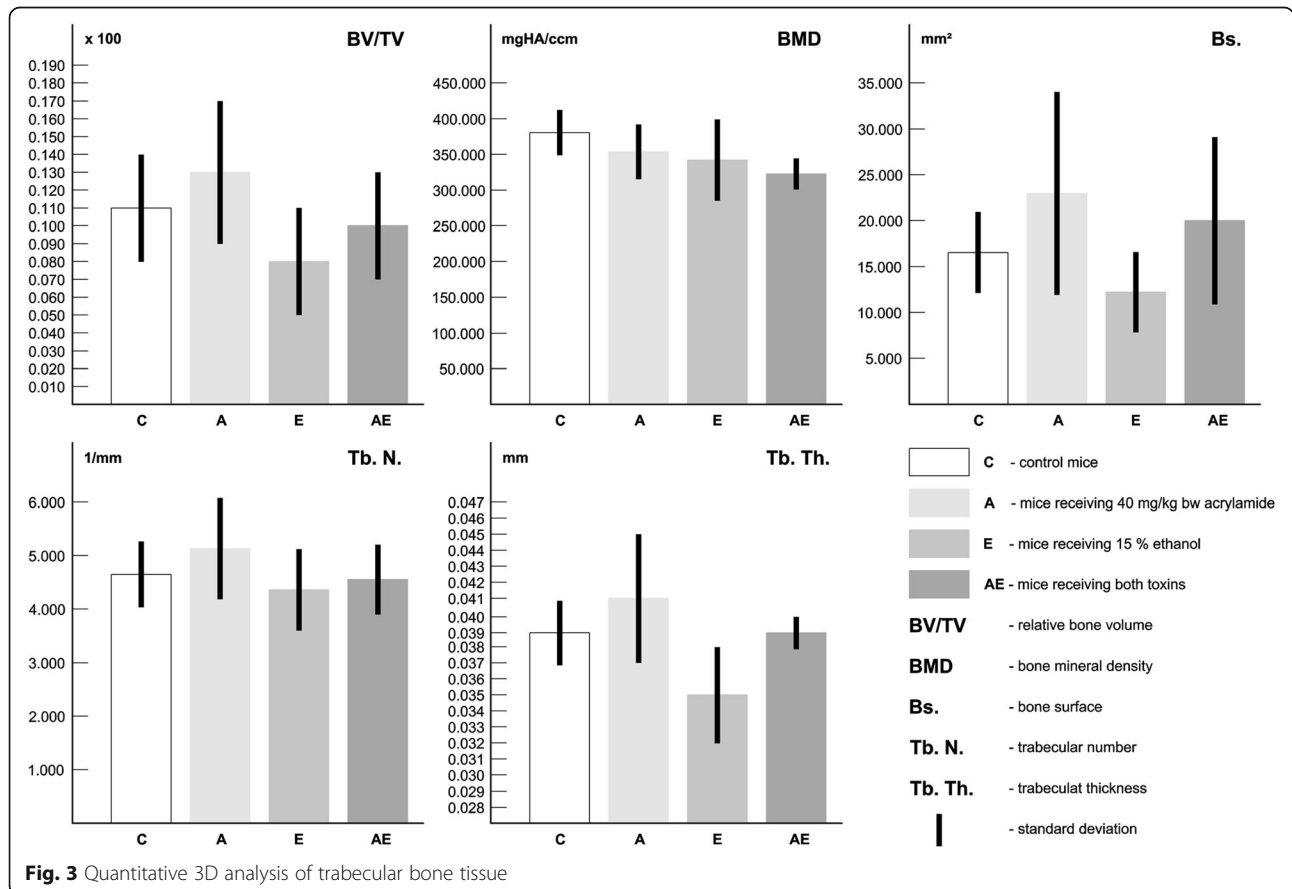 x 100 BV/TV
0.190
0.180
0.170
0.160
0.150
0.140
0.130
0.120
0.110
0.100
0.090
0.080
0.070
0.060
0.050
0.040
0.030
0.020
0.010
C A E AE
mgHA/ccm BMD
450.000
400.000
350.000
300.000
250.000
200.000
150.000
100.000
50.000
C A E AE
mm² Bs.
35.000
30.000
25.000
20.000
15.000
10.000
5.000
C A E AE
1/mm Tb. N.
6.000
5.000
4.000
3.000
2.000
1.000
C A E AE
mm Tb. Th.
0.047
0.046
0.045
0.044
0.043
0.042
0.041
0.040
0.039
0.038
0.037
0.036
0.035
0.034
0.033
0.032
0.031
0.030
0.029
0.028
C A E AE
C - control mice
A - mice receiving 40 mg/kg bw acrylamide
E - mice receiving 15 % ethanol
AE - mice receiving both toxins
BV/TV - relative bone volume
BMD - bone mineral density
Bs. - bone surface
Tb. N. - trabecular number
Tb. Th. - trabeculat thickness
- standard deviation
Fig. 3 Quantitative 3D analysis of trabecular bone tissue